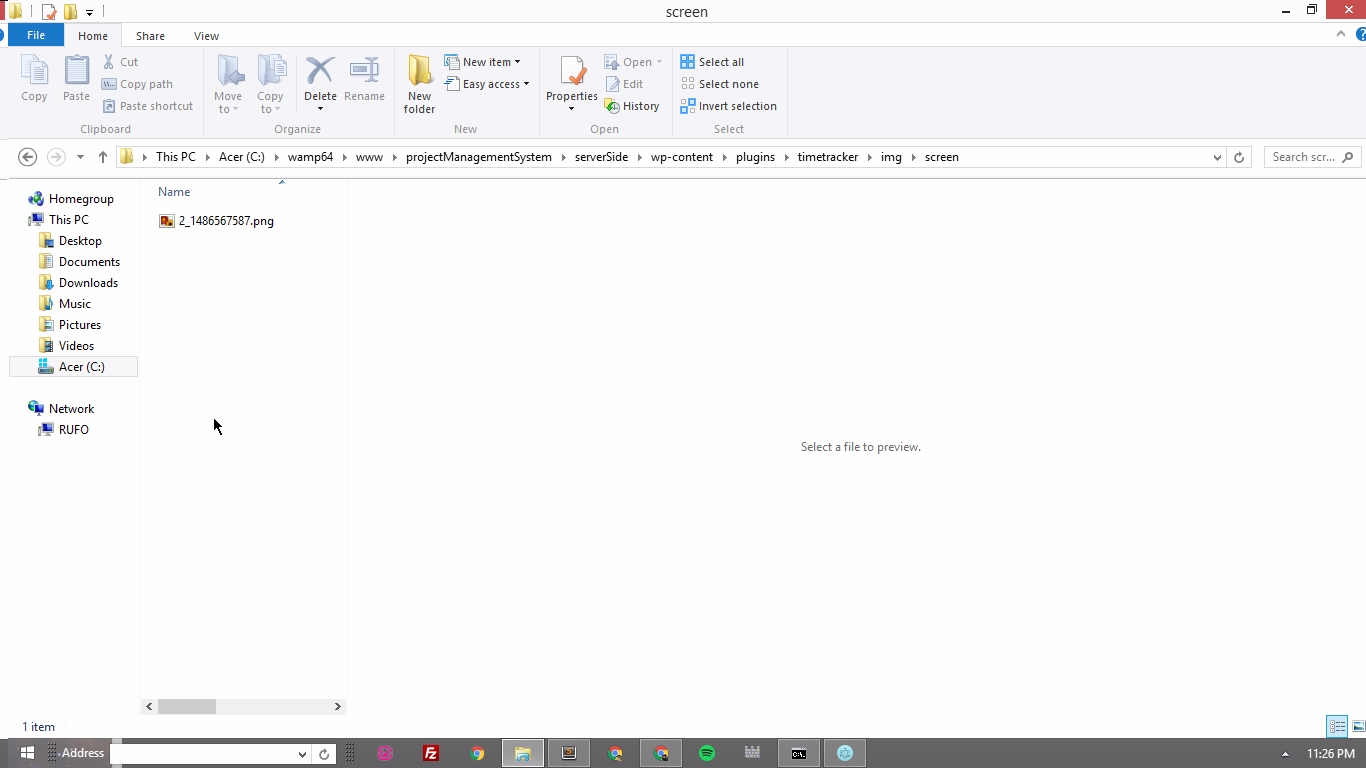 screen
File Home Share View
Copy
Paste
Cut
Copy path
Paste shortcut
Clipboard
Move to
Copy to
Delete
Rename
Organize
New folder
New item
Easy access
New
Properties
Open
Edit
History
Open
Select all
Select none
Invert selection
Select
This PC Acer (C:) wamp64 www projectManagementSystem serverSide wp-content plugins timetracker img screen
Search scr...
Homegroup
This PC
Desktop
Documents
Downloads
Music
Pictures
Videos
Acer (C:)
Network
RUFO
Name
2_1486567587.png
Select a file to preview.
1 item
Address
11:26 PM